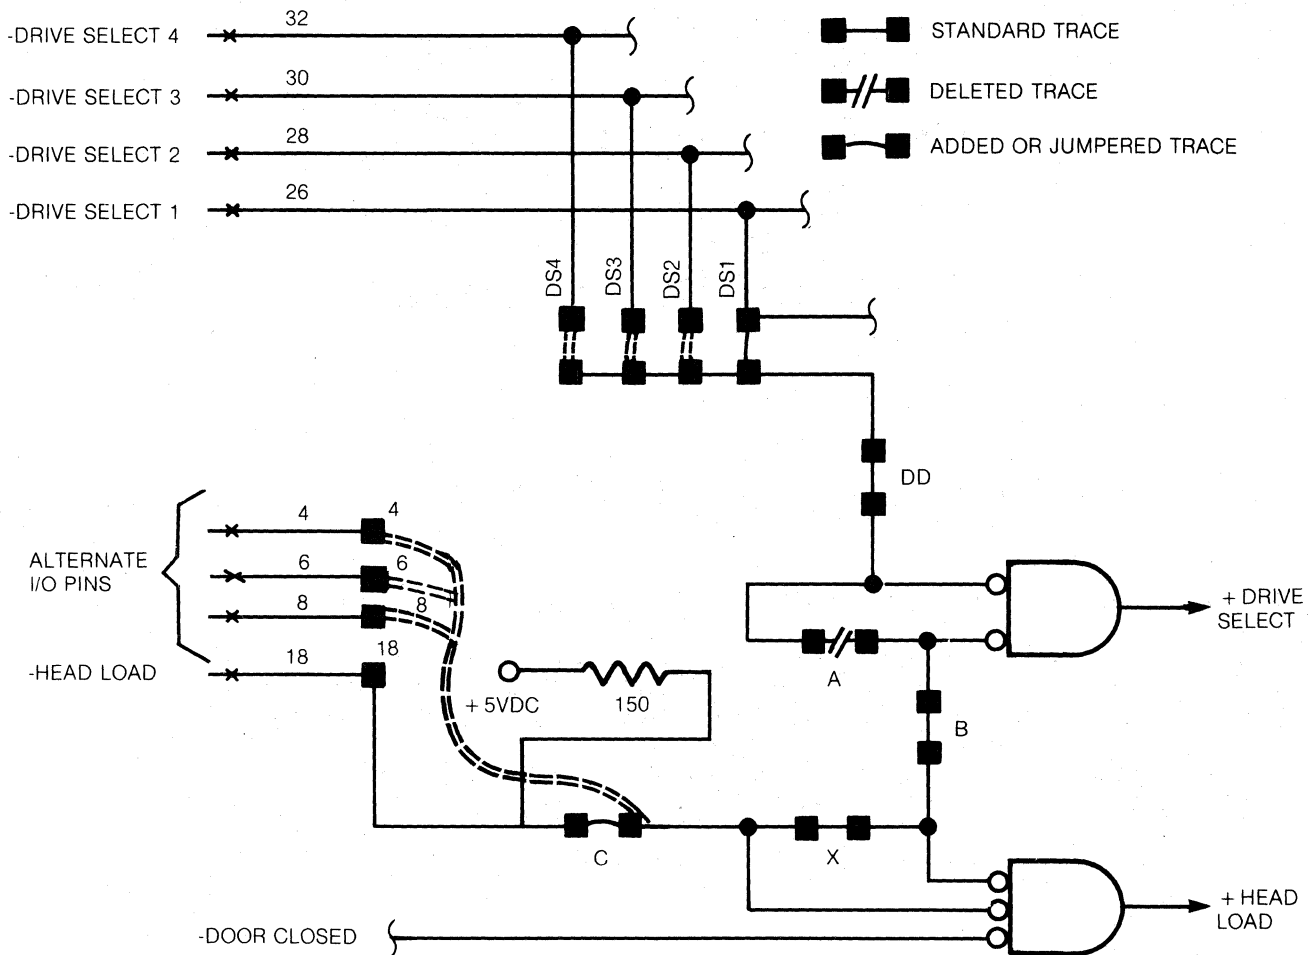 -DRIVE SELECT 4
32
STANDARD TRACE
-DRIVE SELECT 3
30
DELETED TRACE
-DRIVE SELECT 2
28
ADDED OR JUMPERED TRACE
-DRIVE SELECT 1
26
DS4
DS3
DS2
DS1
DD
ALTERNATE
I/O PINS
4
4
6
6
8
8
-HEAD LOAD
18
18
+ 5VDC
150
A
B
+ DRIVE
SELECT
C
X
+ HEAD
LOAD
-DOOR CLOSED